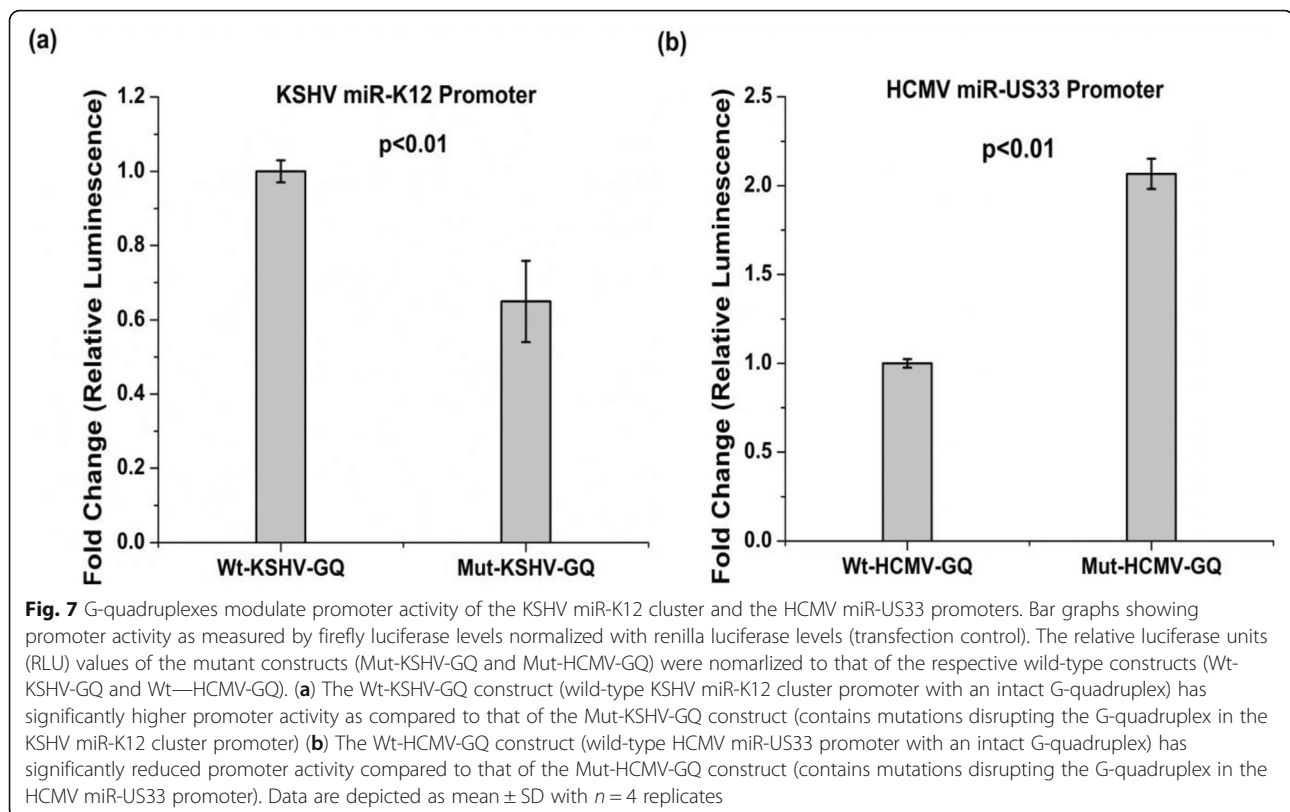 (a)
KSHV miR-K12 Promoter
p<0.01
Fold Change (Relative Luminescence)
1.2
1.0
0.8
0.6
0.4
0.2
0.0
Wt-KSHV-GQ
Mut-KSHV-GQ
(b)
HCMV miR-US33 Promoter
p<0.01
Fold Change (Relative Luminescence)
2.5
2.0
1.5
1.0
0.5
0.0
Wt-HCMV-GQ
Mut-HCMV-GQ
Fig. 7 G-quadruplexes modulate promoter activity of the KSHV miR-K12 cluster and the HCMV miR-US33 promoters. Bar graphs showing
promoter activity as measured by firefly luciferase levels normalized with renilla luciferase levels (transfection control). The relative luciferase units
(RLU) values of the mutant constructs (Mut-KSHV-GQ and Mut-HCMV-GQ) were nomarlized to that of the respective wild-type constructs (Wt-
KSHV-GQ and Wt—HCMV-GQ). (a) The Wt-KSHV-GQ construct (wild-type KSHV miR-K12 cluster promoter with an intact G-quadruplex) has
significantly higher promoter activity as compared to that of the Mut-KSHV-GQ construct (contains mutations disrupting the G-quadruplex in the
KSHV miR-K12 cluster promoter) (b) The Wt-HCMV-GQ construct (wild-type HCMV miR-US33 promoter with an intact G-quadruplex) has
significantly reduced promoter activity compared to that of the Mut-HCMV-GQ construct (contains mutations disrupting the G-quadruplex in the
HCMV miR-US33 promoter). Data are depicted as mean ± SD with n = 4 replicates